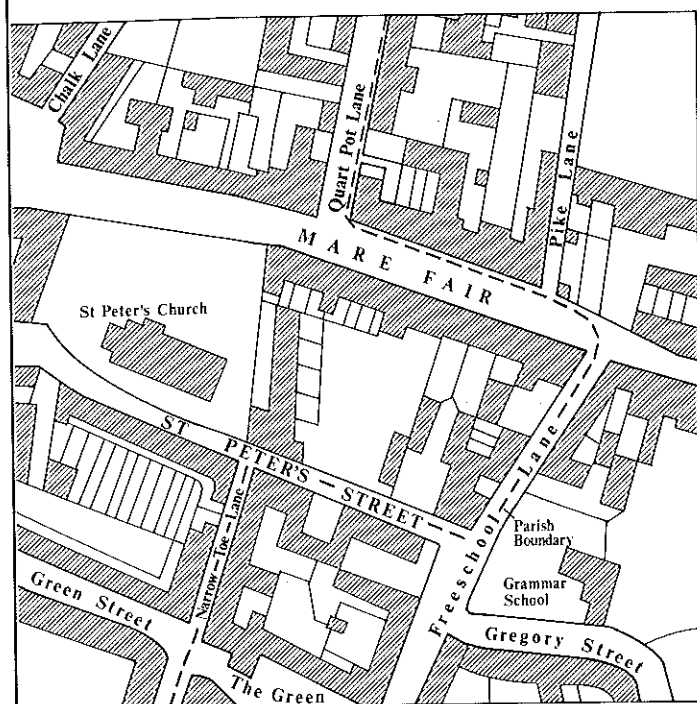 Chalk Lane
Quart Pot Lane
Pike Lane
MARE FAIR
St Peter's Church
ST PETER'S STREET
Freeschool Lane
Narrow Toe Lane
Parish
Boundary
Grammar
School
Green Street
Gregory Street
The Green